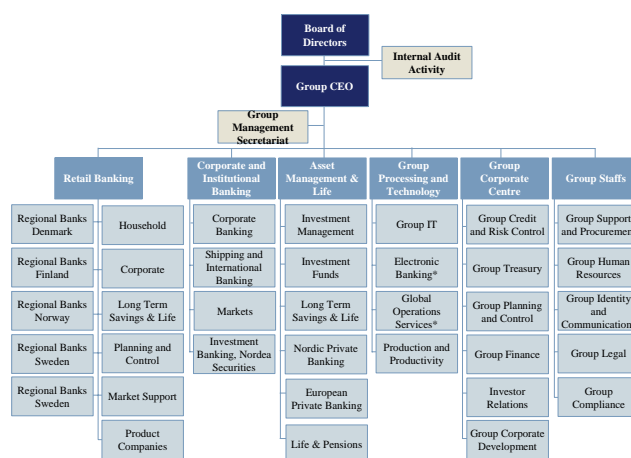 Board of
Directors
Internal Audit
Activity
Group CEO
Group
Management
Secretariat
Retail Banking
Corporate and
Institutional
Banking
Asset
Management &
Life
Group
Processing and
Technology
Group
Corporate
Centre
Group Staffs
Regional Banks
Denmark
Regional Banks
Finland
Regional Banks
Norway
Regional Banks
Sweden
Regional Banks
Sweden
Household
Corporate
Long Term
Savings & Life
Planning and
Control
Market Support
Product
Companies
Corporate
Banking
Shipping and
International
Banking
Markets
Investment
Banking, Nordea
Securities
Investment
Management
Investment
Funds
Long Term
Savings & Life
Nordic Private
Banking
European
Private Banking
Life & Pensions
Group IT
Electronic
Banking*
Global
Operations
Services*
Production and
Productivity
Group Credit
and Risk Control
Group Treasury
Group Planning
and Control
Group Finance
Investor
Relations
Group Corporate
Development
Group Support
and Procurement
Group Human
Resources
Group Identity
and
Communication
Group Legal
Group
Compliance